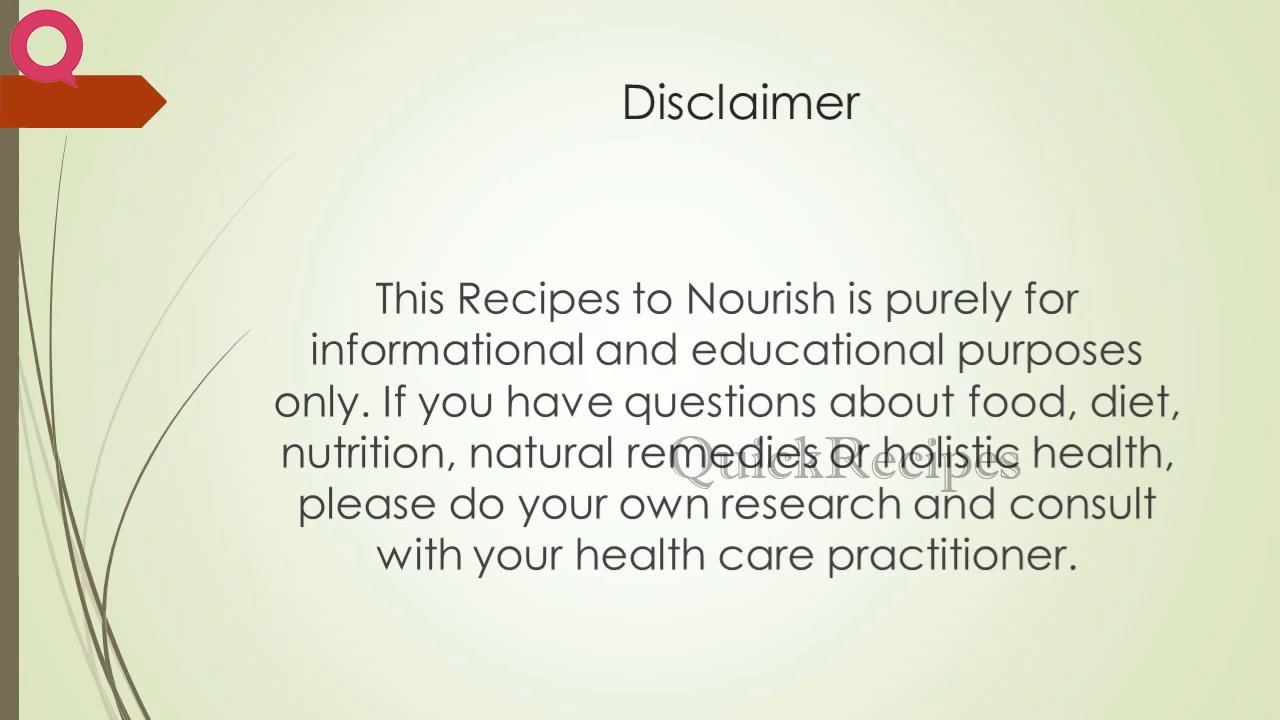 Disclaimer
This Recipes to Nourish is purely for
informational and educational purposes
only. If you have questions about food, diet,
nutrition, natural remedies or holistic health,
QuickRecipes
please do your own research and consult
with your health care practitioner.